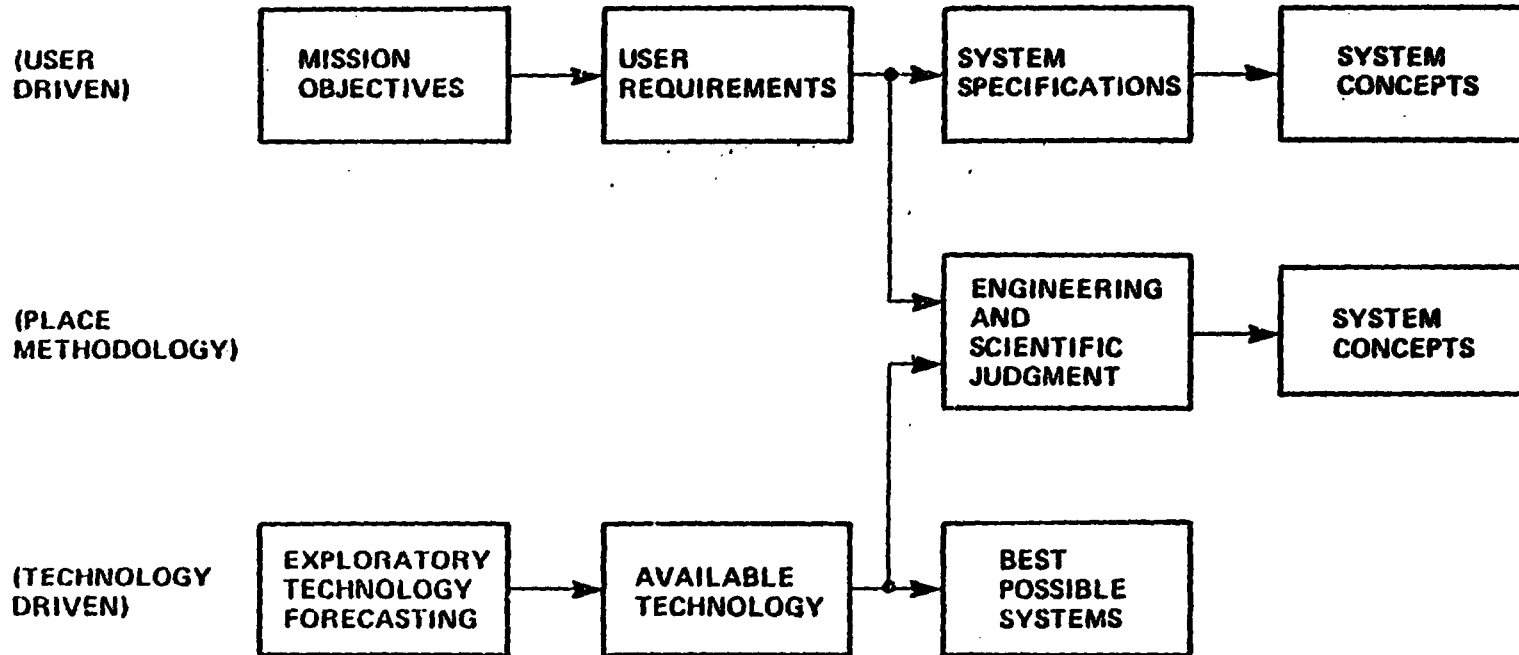 (USER
DRIVEN)
MISSION
OBJECTIVES
USER
REQUIREMENTS
SYSTEM
SPECIFICATIONS
SYSTEM
CONCEPTS
(PLACE
METHODOLOGY)
ENGINEERING
AND
SCIENTIFIC
JUDGMENT
SYSTEM
CONCEPTS
(TECHNOLOGY
DRIVEN)
EXPLORATORY
TECHNOLOGY
FORECASTING
AVAILABLE
TECHNOLOGY
BEST
POSSIBLE
SYSTEMS